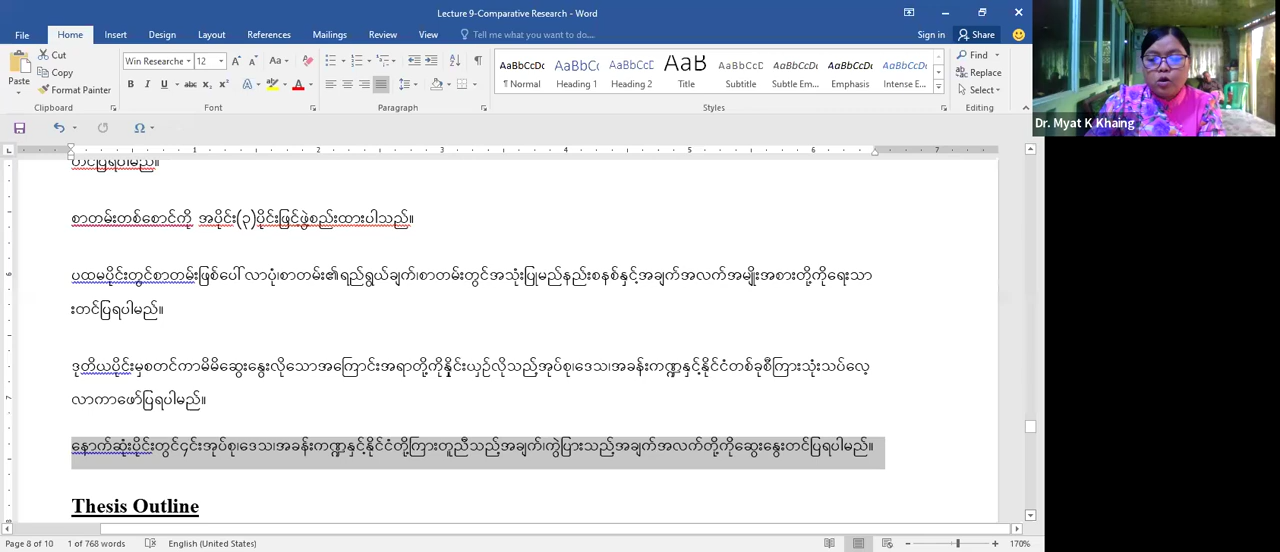 Lecture 9-Comparative Research - Word
File Home Insert Design Layout References Mailings Review View Tell me what you want to do... Sign in Share
Paste
Cut
Copy
Format Painter
Win Researche 12
Clipboard Font Paragraph Styles Editing
AaBbCcDc AaBbCcD AaBbCcD AaB AaBbCcD AaBbCcD AaBbCcDc AaBbCcDc
¶ Normal Heading 1 Heading 2 Title Subtitle Subtle Em... Emphasis Intense E...
Find
Replace
Select
Dr. Myat K Khaing
တင်ပြရပါမည်။
စာတမ်းတစ်စောင်ကို အပိုင်း(၃)ပိုင်းဖြင့်ဖွဲ့စည်းထားပါသည်။
ပထမပိုင်းတွင်စာတမ်းဖြစ်ပေါ် လာပုံ၊စာတမ်း၏ရည်ရွယ်ချက်၊စာတမ်းတွင်အသုံးပြုမည့်နည်းစနစ်နှင့်အချက်အလက်အမျိုးအစားတို့ကိုရေးသာ
းတင်ပြရပါမည်။
ဒုတိယပိုင်းမှစတင်ကာမိမိဆွေးနွေးလိုသောအကြောင်းအရာတို့ကိုနှိုင်းယှဉ်လိုသည့်အုပ်စု၊ဒေသ၊အခန်းကဏ္ဍနှင့်နိုင်ငံတစ်ခုစီကြားသုံးသပ်လေ့
လာကာဖော်ပြရပါမည်။
နောက်ဆုံးပိုင်းတွင်၄င်းအုပ်စု၊ဒေသ၊အခန်းကဏ္ဍနှင့်နိုင်ငံတို့ကြားတူညီသည့်အချက်၊ကွဲပြားသည့်အချက်အလက်တို့ကိုဆွေးနွေးတင်ပြရပါမည်။
Thesis Outline
Page 8 of 10 1 of 768 words English (United States) 170%